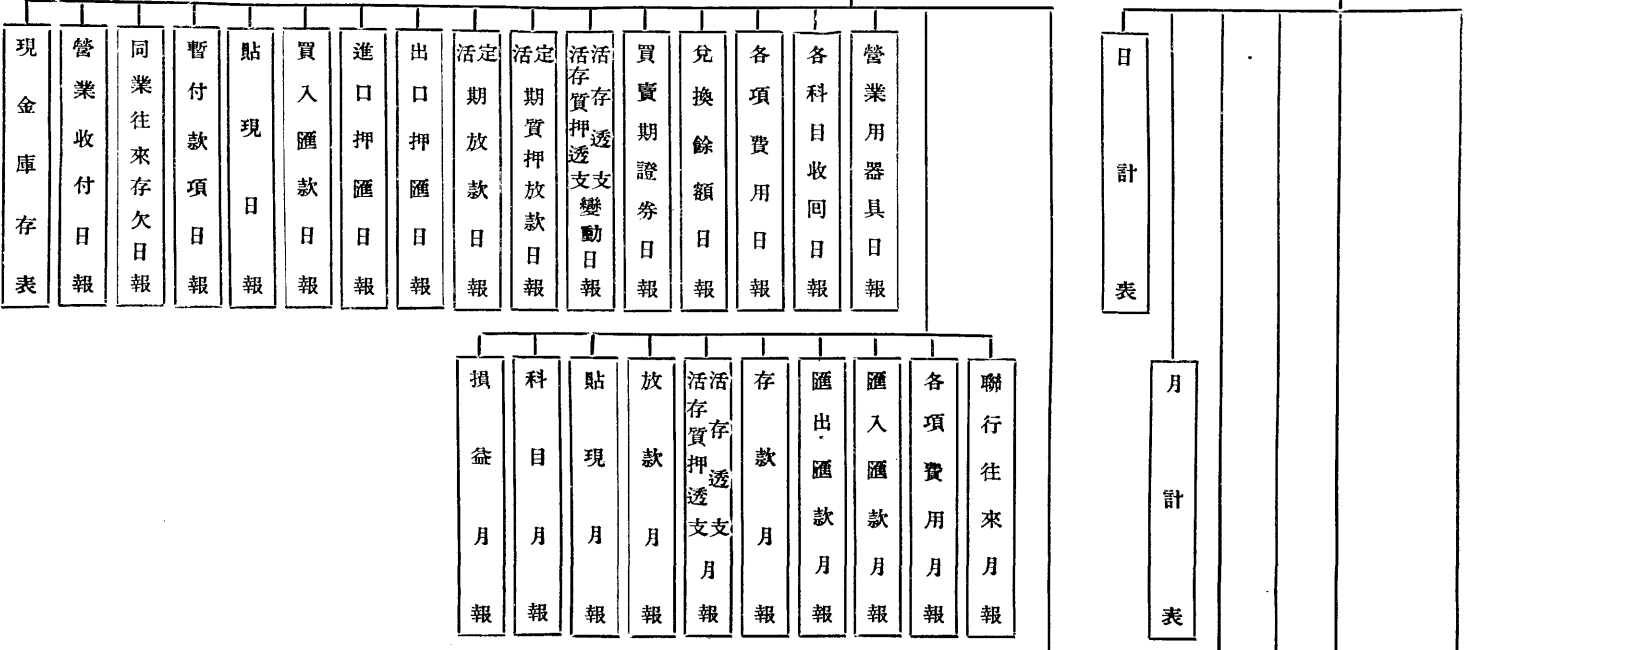 日計表
月計表
營業用器具日報
各科目收回日報
各項費用日報
兌換餘額日報
買賣期證券日報
活存透支活存質押透支變動日報
定活期質押放款日報
定活期放款日報
出口押匯日報
進口押匯日報
買入匯款日報
貼現日報
暫付款項日報
同業往來存欠日報
營業收付日報
現金庫存表
聯行往來月報
各項費用月報
匯入匯款月報
匯出匯款月報
存款月報
活存透支活存質押透支月報
放款月報
貼現月報
科目月報
損益月報